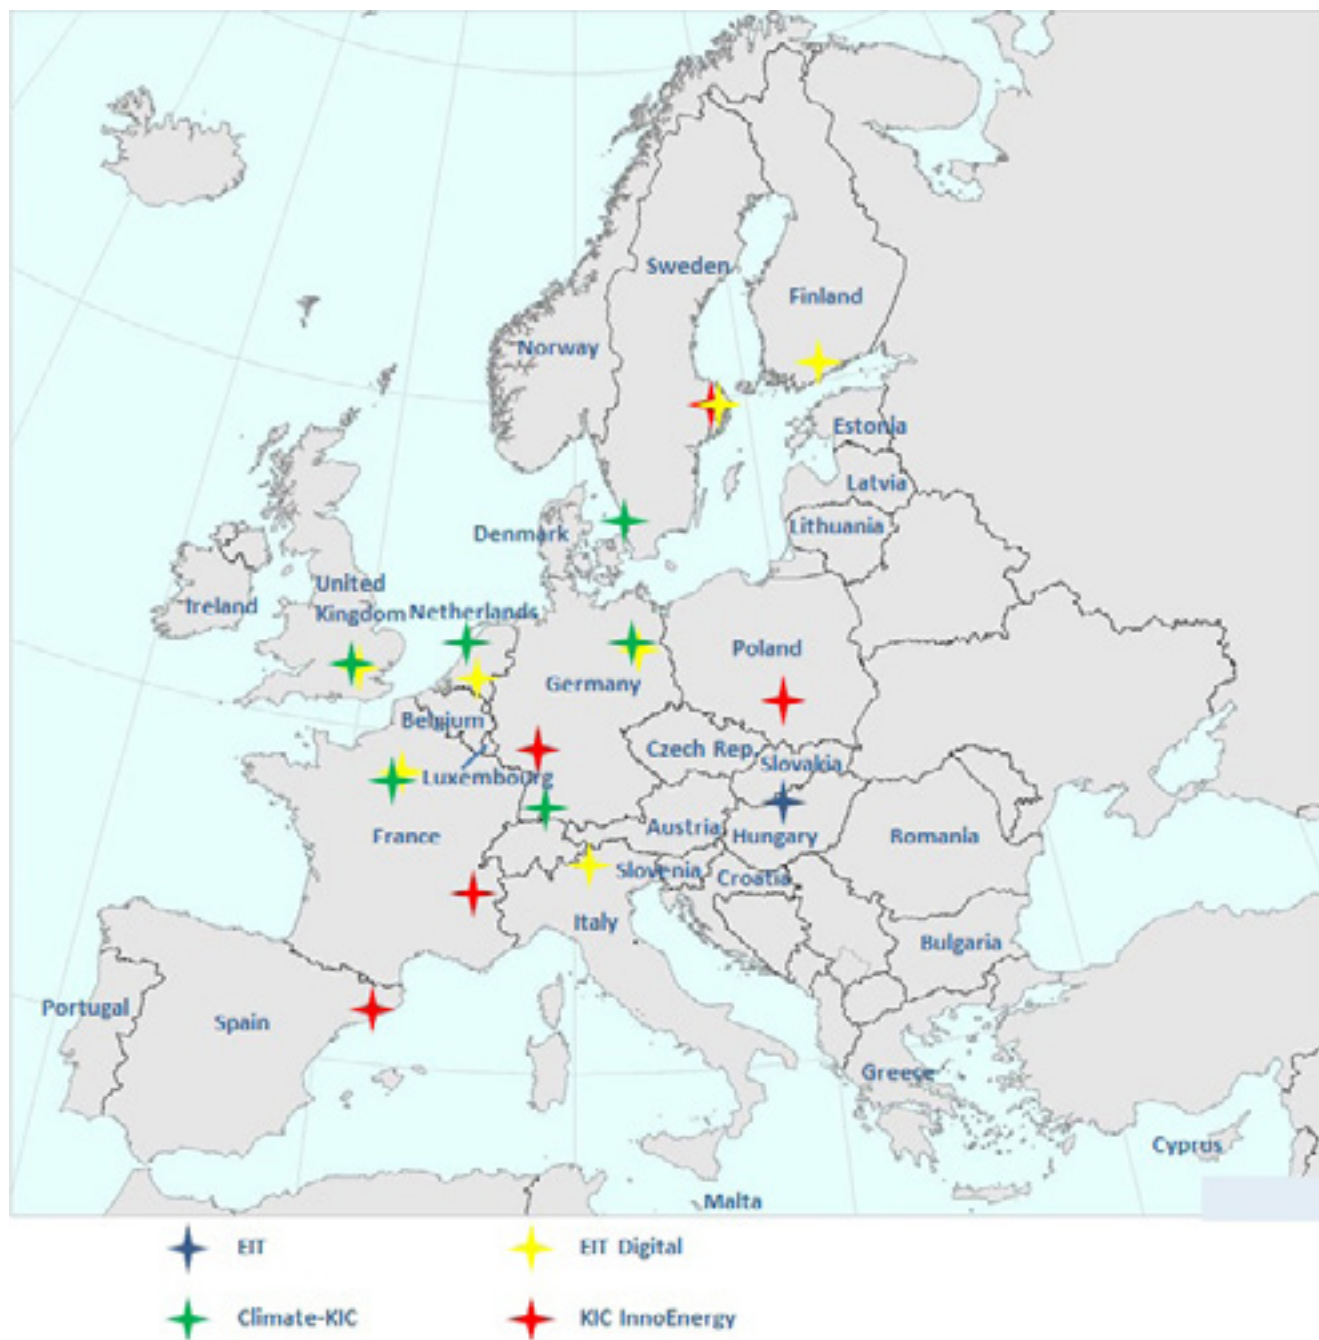 Sweden
Finland
Norway
Estonia
Latvia
Lithuania
Denmark
United
Kingdom
Ireland
Netherlands
Poland
Germany
Belgium
Czech Rep.
Slovakia
Luxembourg
France
Austria
Hungary
Romania
Slovenia
Croatia
Italy
Bulgaria
Portugal
Spain
Greece
Cyprus
Malta
EIT
EIT Digital
Climate-KIC
KIC InnoEnergy